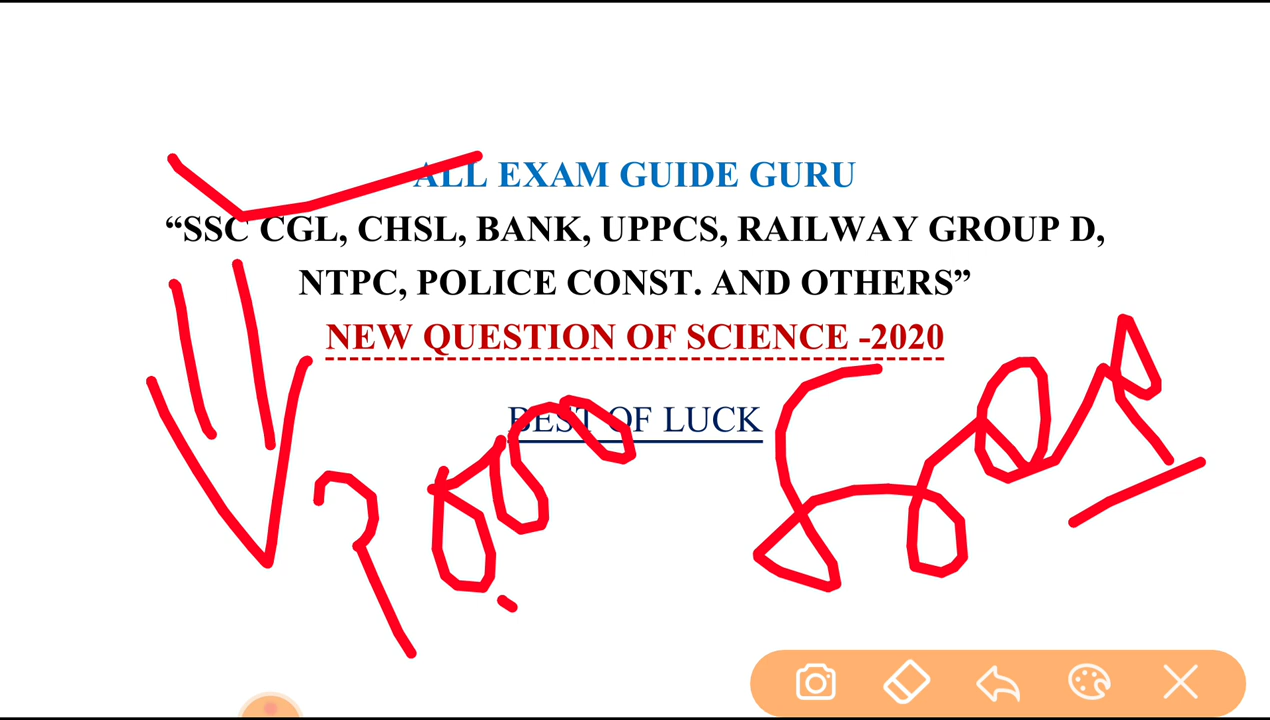 ALL EXAM GUIDE GURU
“SSC CGL, CHSL, BANK, UPPCS, RAILWAY GROUP D,
NTPC, POLICE CONST. AND OTHERS”
NEW QUESTION OF SCIENCE -2020
BEST OF LUCK